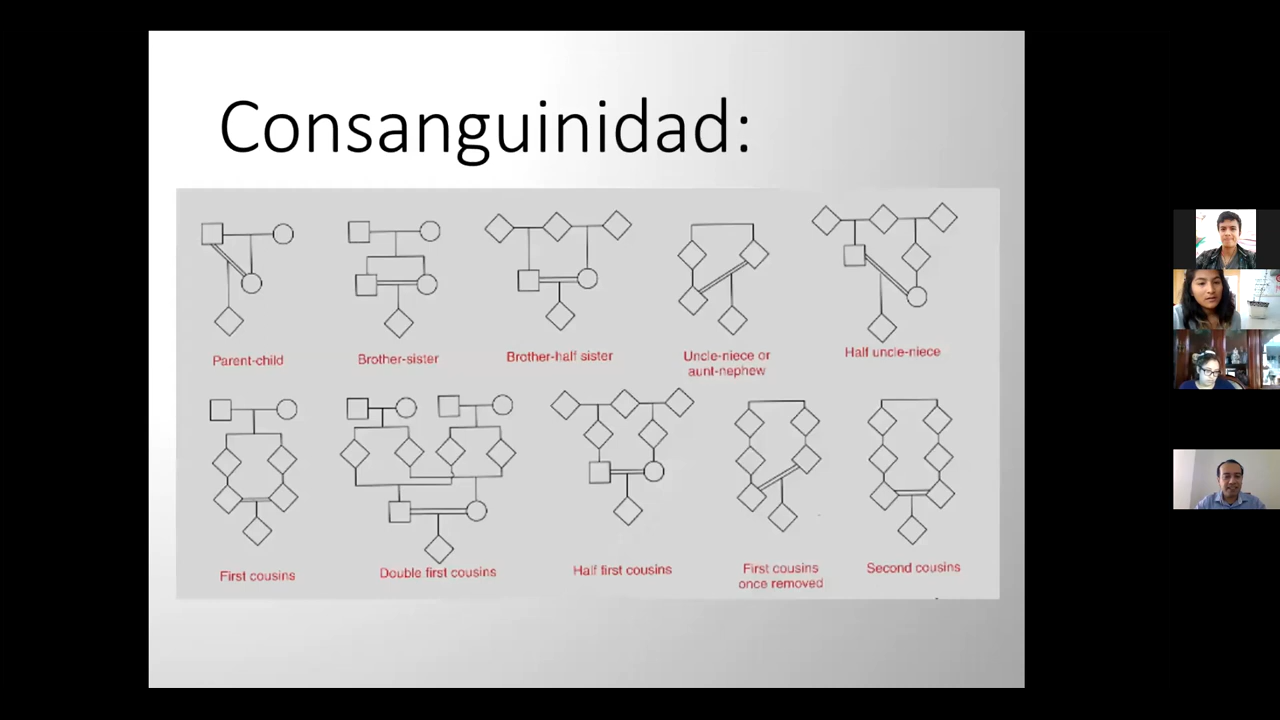 Consanguinidad:
Parent-child
Brother-sister
Brother-half sister
Uncle-niece or
aunt-nephew
Half uncle-niece
First cousins
Double first cousins
Half first cousins
First cousins
once removed
Second cousins